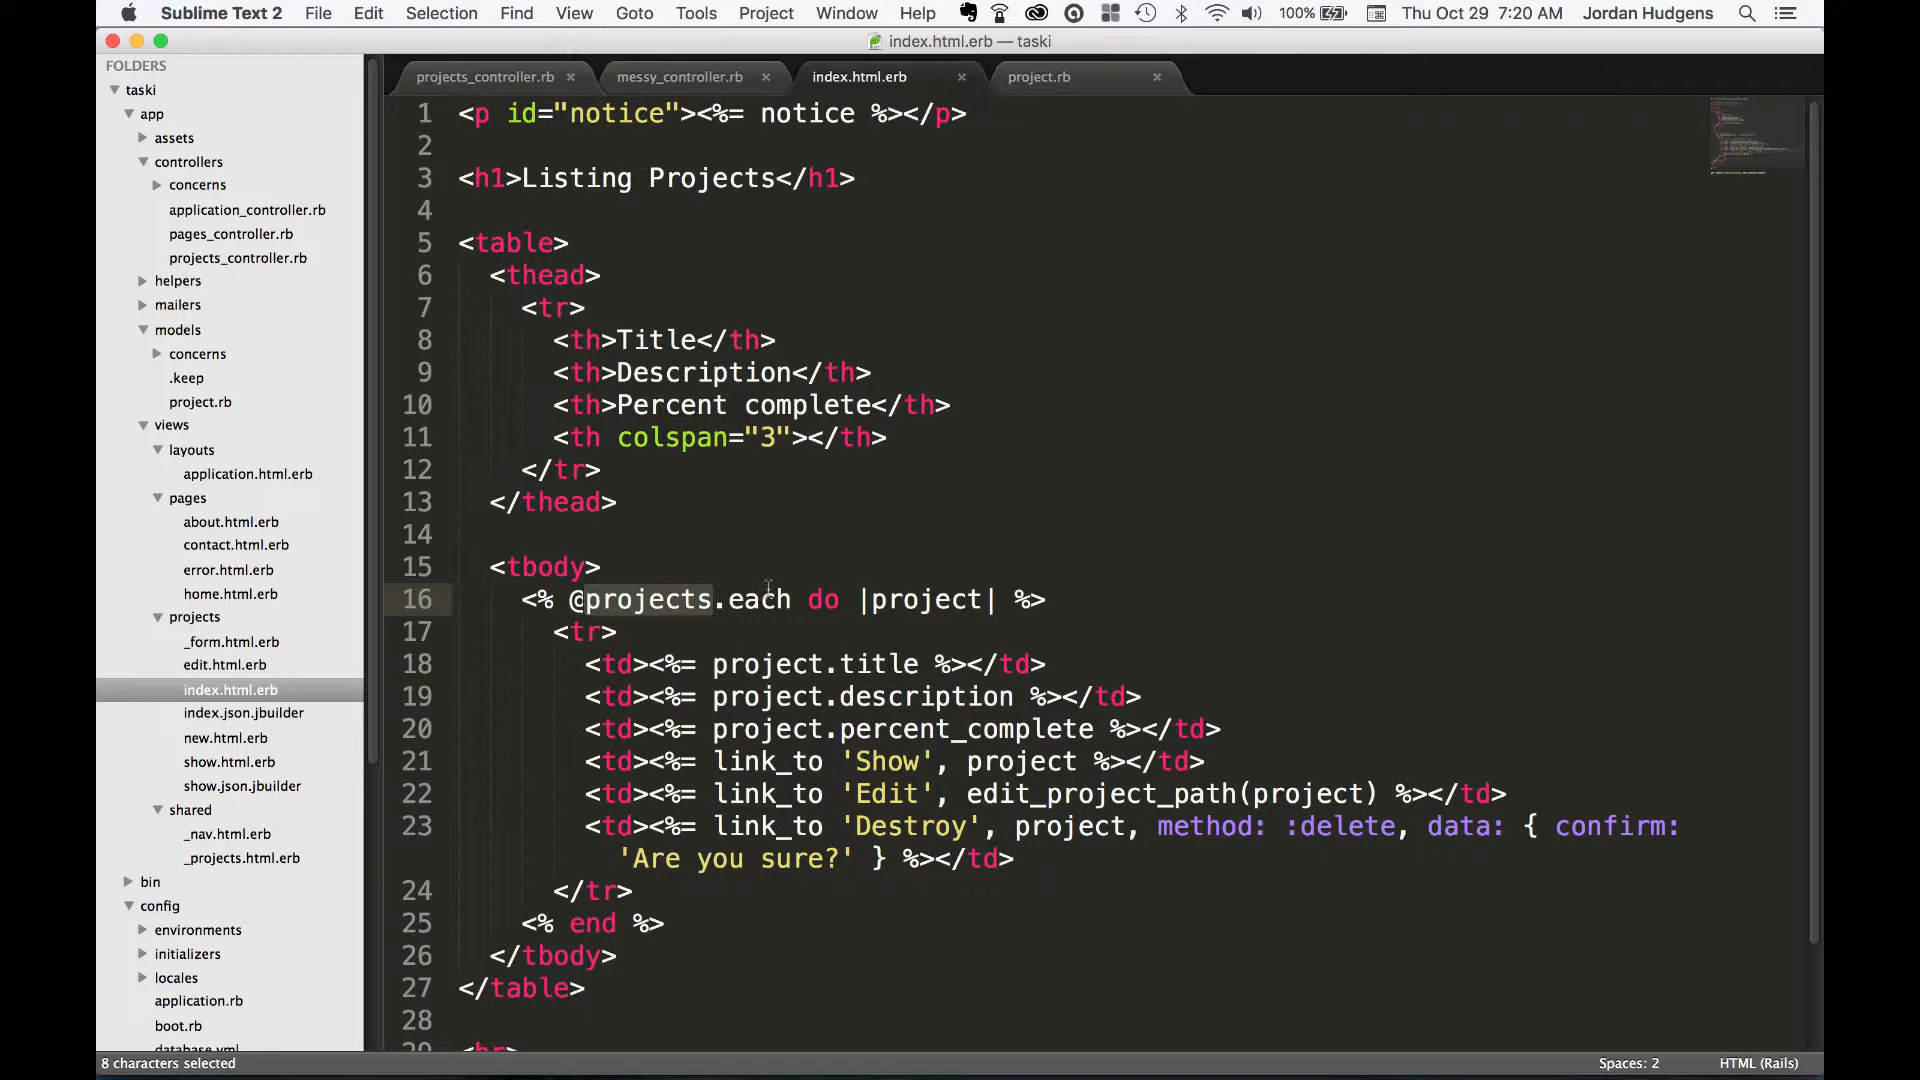 Sublime Text 2 File Edit Selection Find View Goto Tools Project Window Help 100% Thu Oct 29 7:20 AM Jordan Hudgens
index.html.erb — taski
FOLDERS
taski
app
assets
controllers
concerns
application_controller.rb
pages_controller.rb
projects_controller.rb
helpers
mailers
models
concerns
.keep
project.rb
views
layouts
application.html.erb
pages
about.html.erb
contact.html.erb
error.html.erb
home.html.erb
projects
_form.html.erb
edit.html.erb
index.html.erb
index.json.jbuilder
new.html.erb
show.html.erb
show.json.jbuilder
shared
_nav.html.erb
_projects.html.erb
bin
config
environments
initializers
locales
application.rb
boot.rb
database.yml
projects_controller.rb × messy_controller.rb × index.html.erb × project.rb ×
1 <p id="notice"><%= notice %></p>
2
3 <h1>Listing Projects</h1>
4
5 <table>
6 <thead>
7 <tr>
8 <th>Title</th>
9 <th>Description</th>
10 <th>Percent complete</th>
11 <th colspan="3"></th>
12 </tr>
13 </thead>
14
15 <tbody>
16 <% @projects.each do |project| %>
17 <tr>
18 <td><%= project.title %></td>
19 <td><%= project.description %></td>
20 <td><%= project.percent_complete %></td>
21 <td><%= link_to 'Show', project %></td>
22 <td><%= link_to 'Edit', edit_project_path(project) %></td>
23 <td><%= link_to 'Destroy', project, method: :delete, data: { confirm:
'Are you sure?' } %></td>
24 </tr>
25 <% end %>
26 </tbody>
27 </table>
28
29 <br>
8 characters selected Spaces: 2 HTML (Rails)